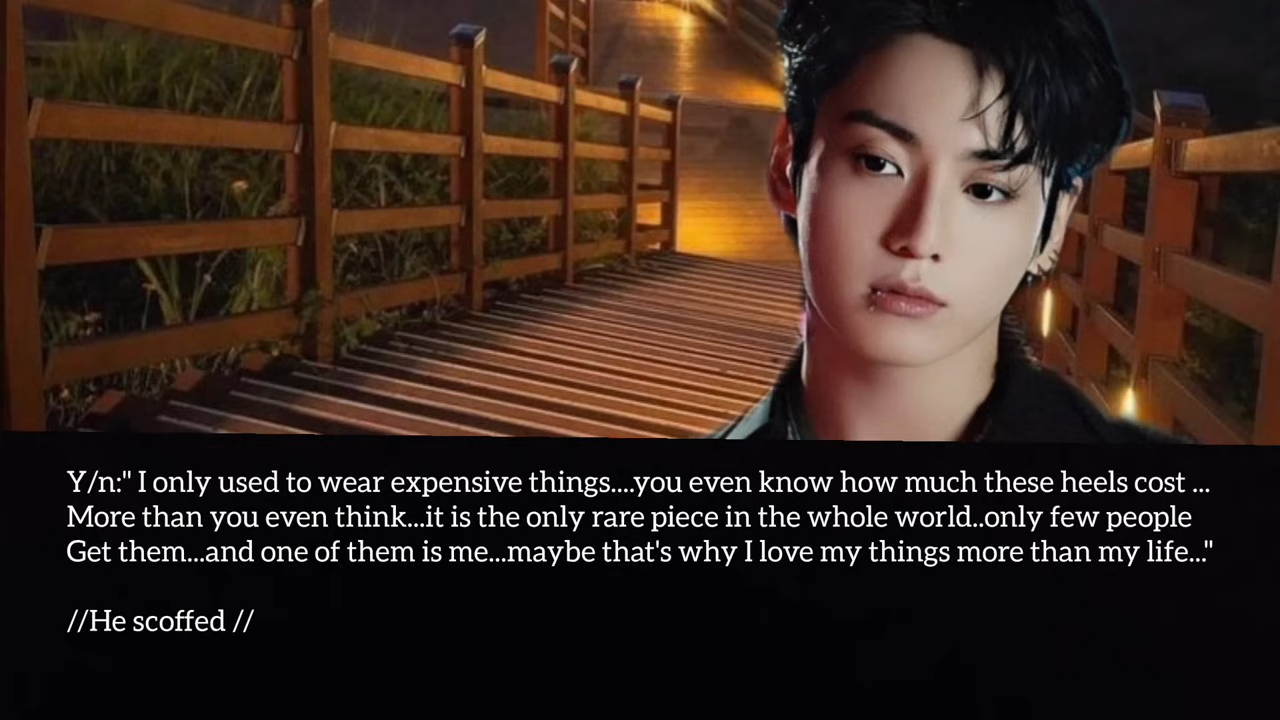 Y/n:" I only used to wear expensive things....you even know how much these heels cost ...
More than you even think...it is the only rare piece in the whole world..only few people
Get them...and one of them is me...maybe that's why I love my things more than my life..."
//He scoffed //